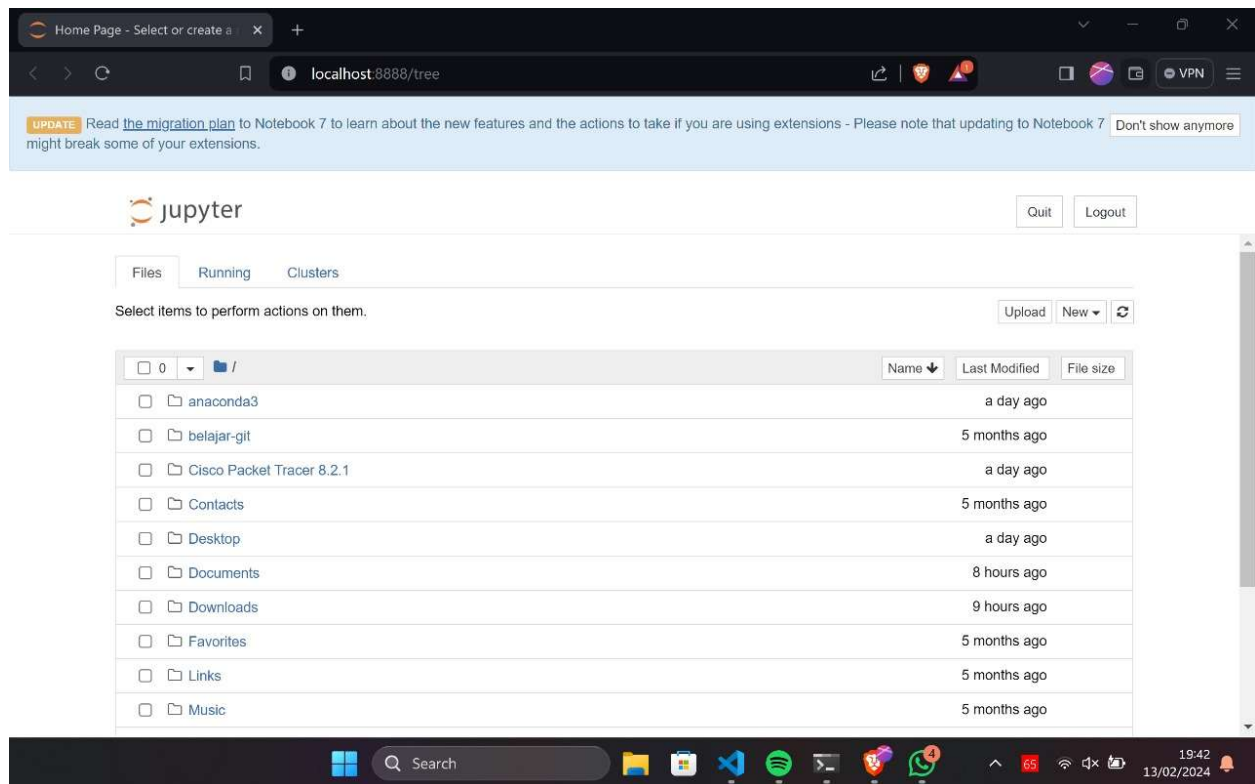 Home Page - Select or create a
localhost:8888/tree
1
VPN
UPDATE Read the migration plan to Notebook 7 to learn about the new features and the actions to take if you are using extensions - Please note that updating to Notebook 7
might break some of your extensions.
Don't show anymore
jupyter
Quit Logout
Files Running Clusters
Select items to perform actions on them.
Upload New
0 / Name Last Modified File size
anaconda3 a day ago
belajar-git 5 months ago
Cisco Packet Tracer 8.2.1 a day ago
Contacts 5 months ago
Desktop a day ago
Documents 8 hours ago
Downloads 9 hours ago
Favorites 5 months ago
Links 5 months ago
Music 5 months ago
Search
4
65
19:42
13/02/2024